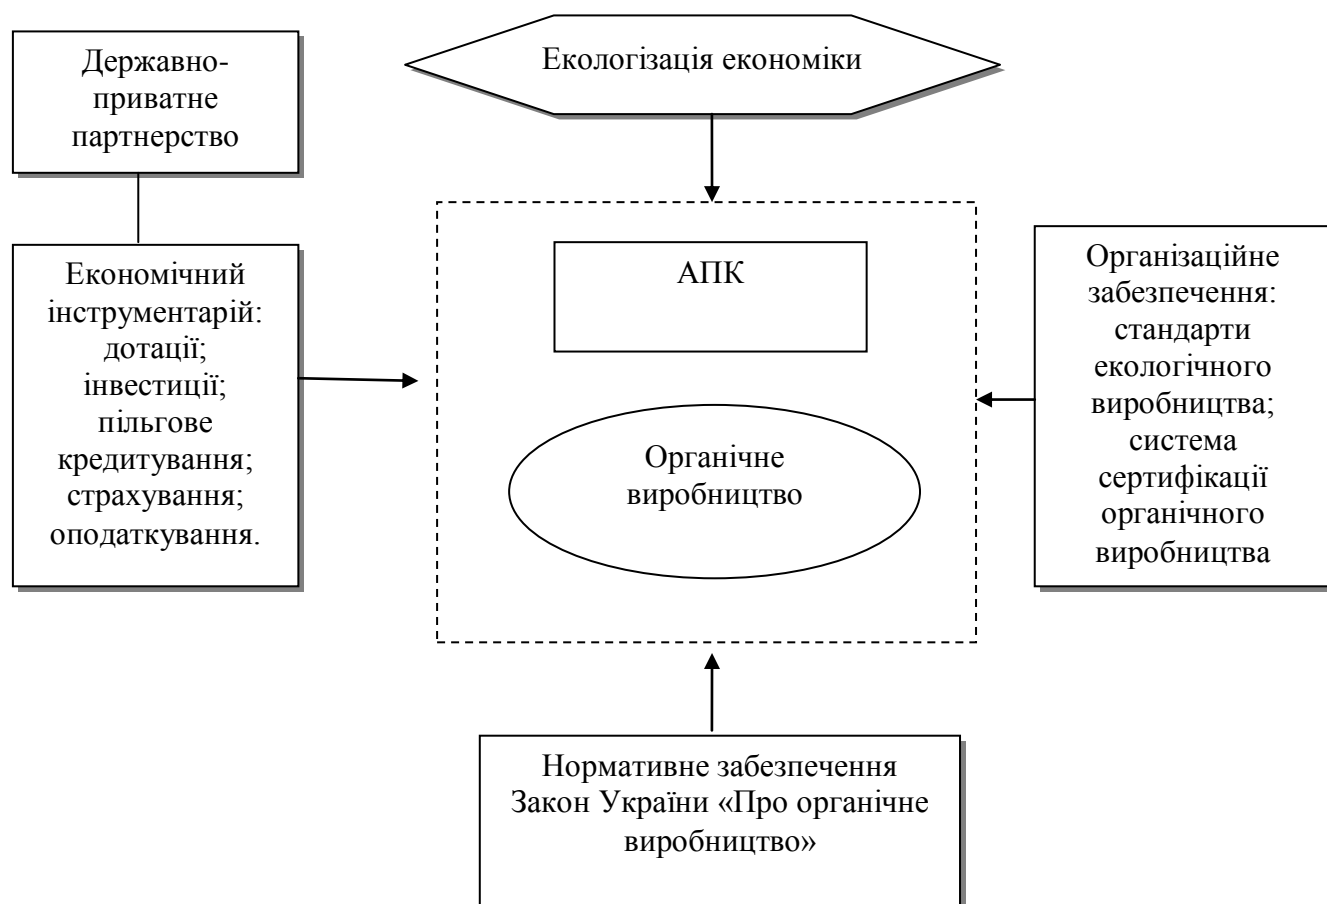 Державно-
приватне
партнерство
Екологізація економіки
Економічний
інструментарій:
дотації;
інвестиції;
пільгове
кредитування;
страхування;
оподаткування.
АПК
Органічне
виробництво
Організаційне
забезпечення:
стандарти
екологічного
виробництва;
система
сертифікації
органічного
виробництва
Нормативне забезпечення
Закон України «Про органічне
виробництво»